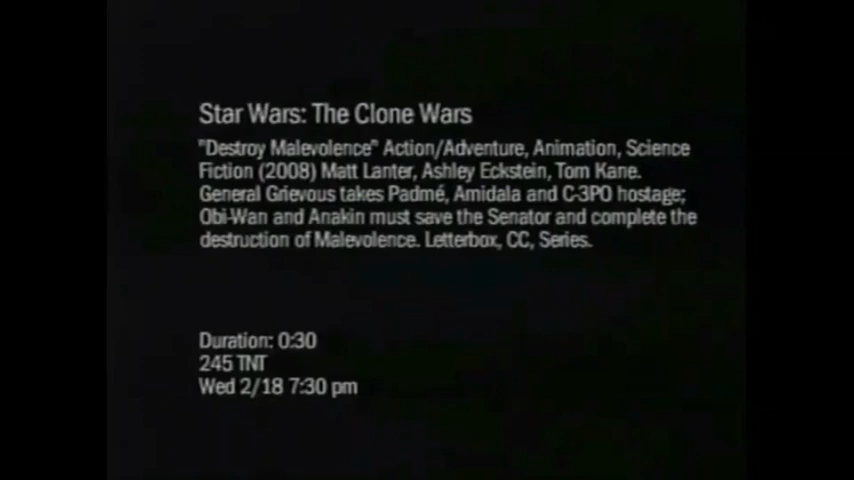 Star Wars: The Clone Wars
"Destroy Malevolence" Action/Adventure, Animation, Science
Fiction (2008) Matt Lanter, Ashley Eckstein, Tom Kane.
General Grievous takes Padmé, Amidala and C-3PO hostage;
Obi-Wan and Anakin must save the Senator and complete the
destruction of Malevolence. Letterbox, CC, Series.
Duration: 0:30
245 TNT
Wed 2/18 7:30 pm